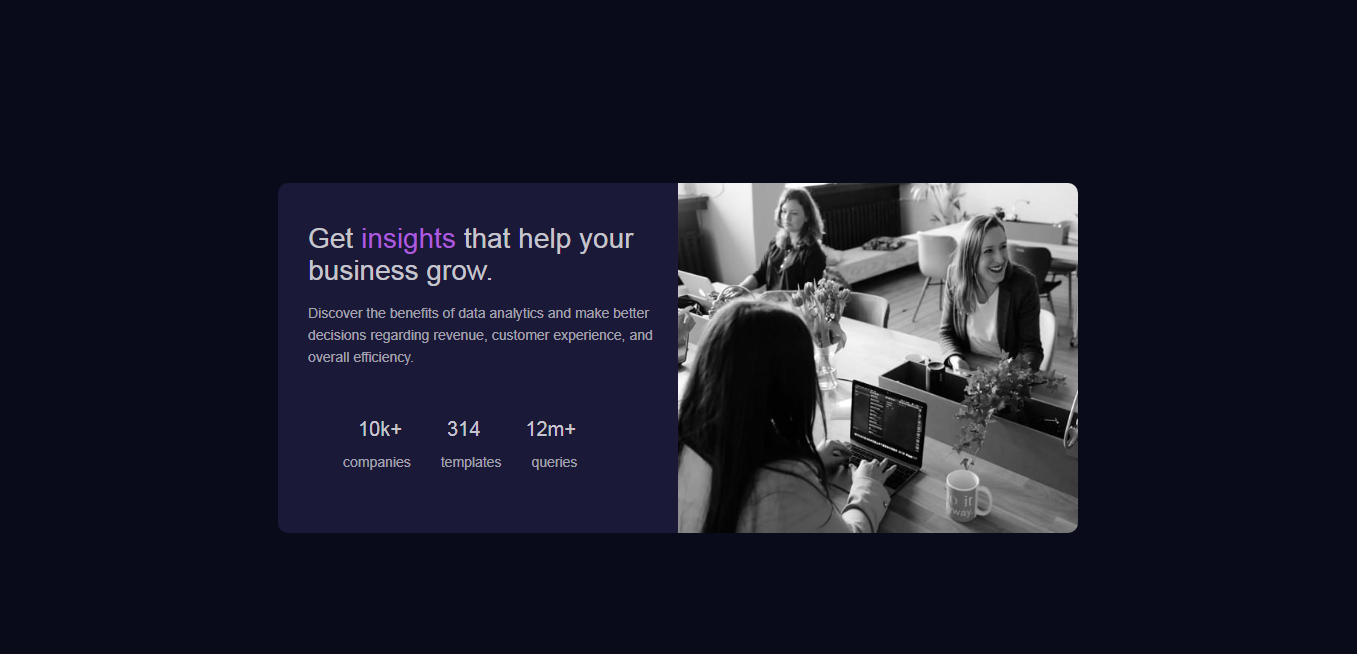 Get insights that help your
business grow.
Discover the benefits of data analytics and make better
decisions regarding revenue, customer experience, and
overall efficiency.
10k+ 314 12m+
companies templates queries